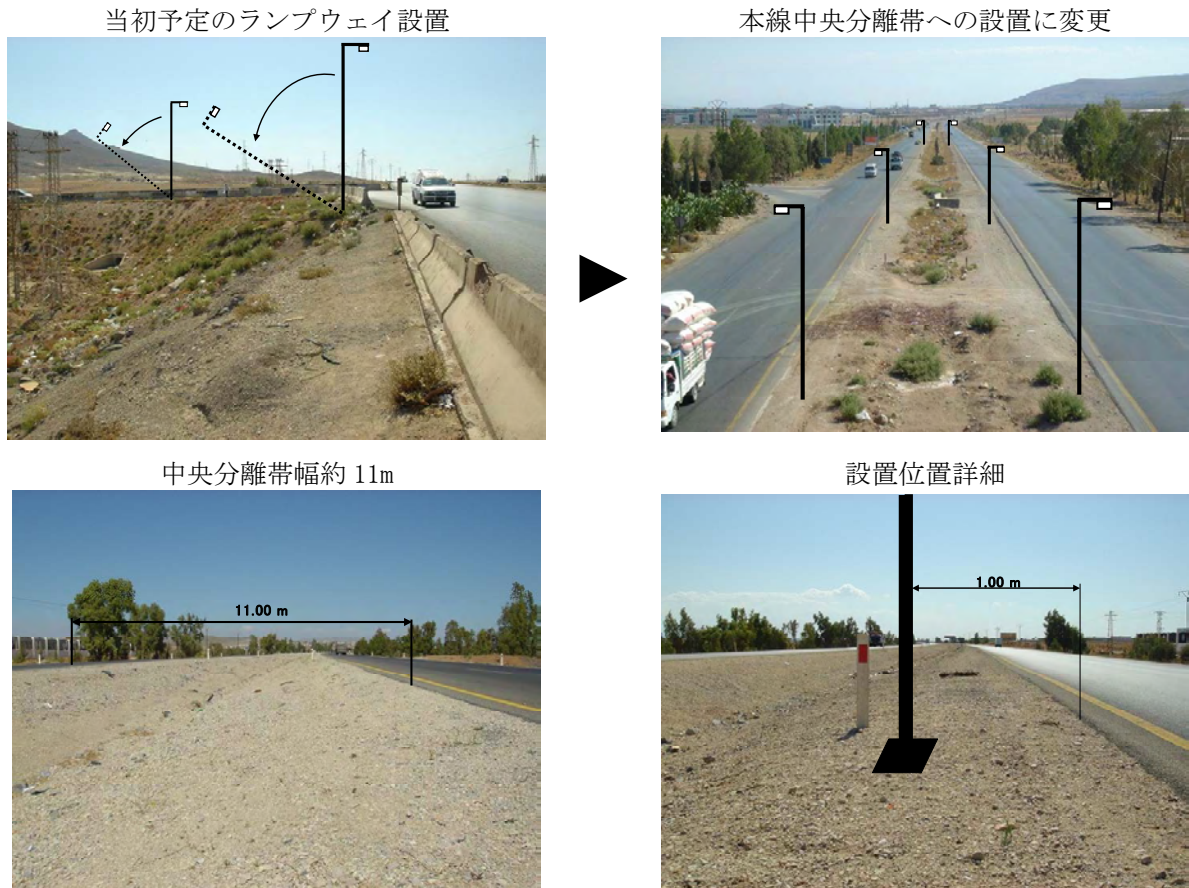 当初予定のランプウェイ設置
本線中央分離帯への設置に変更
中央分離帯幅約 11m
設置位置詳細
11.00 m
1.00 m